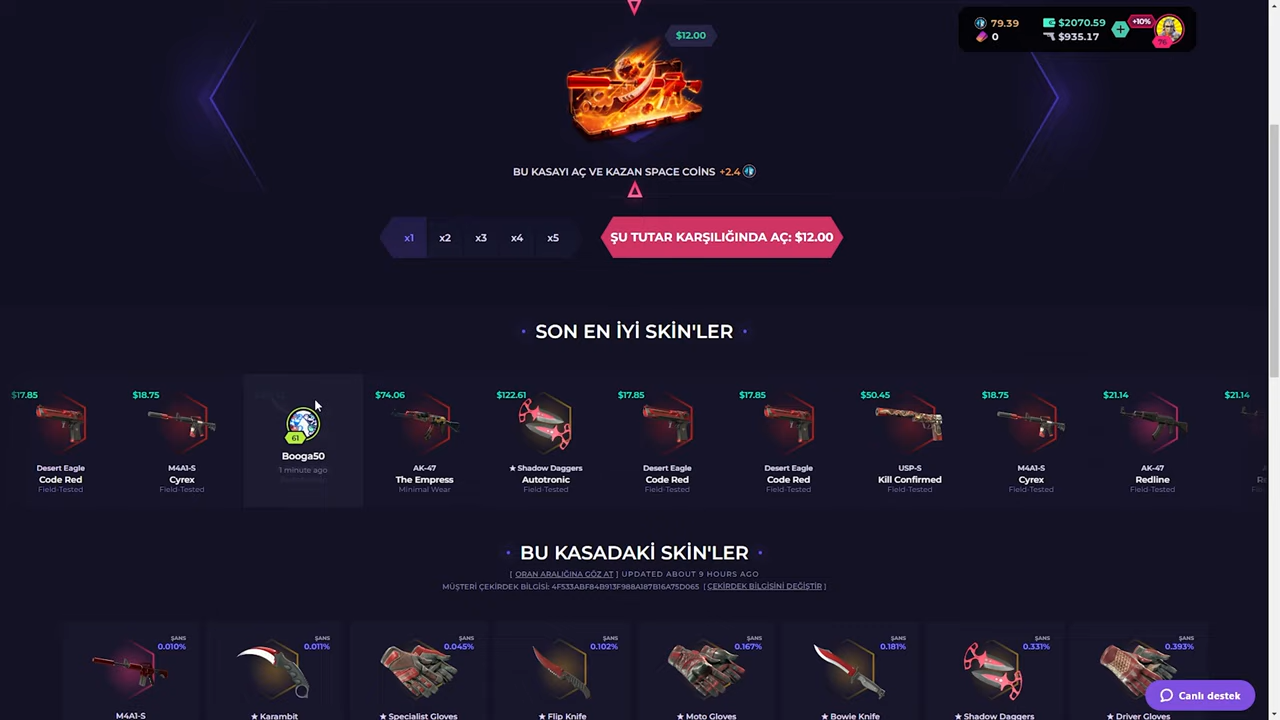 $12.00
79.39
$2070.59
+10%
0
$935.17
76
BU KASAYI AÇ VE KAZAN SPACE COİNS +2.4
x1 x2 x3 x4 x5
ŞU TUTAR KARŞILIĞINDA AÇ: $12.00
SON EN İYİ SKİN'LER
$17.85 $18.75 $74.06 $122.61 $17.85 $17.85 $50.45 $18.75 $21.14 $21.14
61
Booga50
1 minute ago
Desert Eagle M4A1-S AK-47 ★ Shadow Daggers Desert Eagle Desert Eagle USP-S M4A1-S AK-47
Code Red Cyrex The Empress Autotronic Code Red Code Red Kill Confirmed Cyrex Redline
Field-Tested Field-Tested Minimal Wear Field-Tested Field-Tested Field-Tested Field-Tested Field-Tested Field-Tested
BU KASADAKİ SKİN'LER
[ ORAN ARALIĞINA GÖZ AT ] UPDATED ABOUT 9 HOURS AGO
MÜŞTERİ ÇEKİRDEK BİLGİSİ: 4F533ABF84B913F988A187B16A75D065 [ ÇEKİRDEK BİLGİSİNİ DEĞİŞTİR ]
ŞANS ŞANS ŞANS ŞANS ŞANS ŞANS ŞANS ŞANS
0.010% 0.011% 0.045% 0.102% 0.167% 0.181% 0.331% 0.393%
M4A1-S ★ Karambit ★ Specialist Gloves ★ Flip Knife ★ Moto Gloves ★ Bowie Knife ★ Shadow Daggers ★ Driver Gloves
Canlı destek